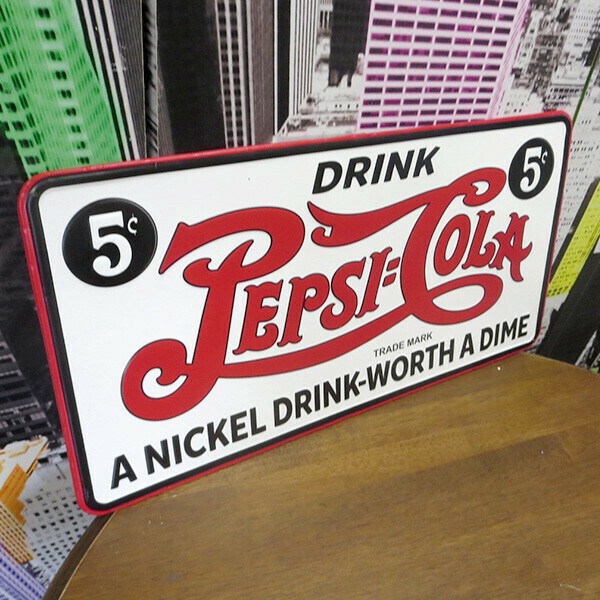 DRINK
5¢
5¢
PEPSI=COLA
TRADE MARK
A NICKEL DRINK-WORTH A DIME